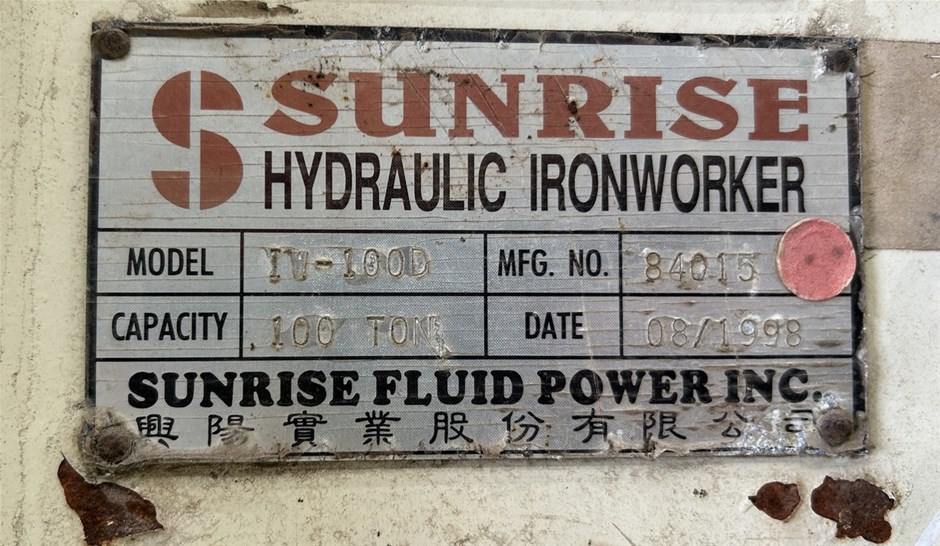 SUNRISE
HYDRAULIC IRONWORKER
MODEL IW-100D MFG. NO. 84015
CAPACITY 100 TON DATE 08/1998
SUNRISE FLUID POWER INC.
興陽實業股份有限公司